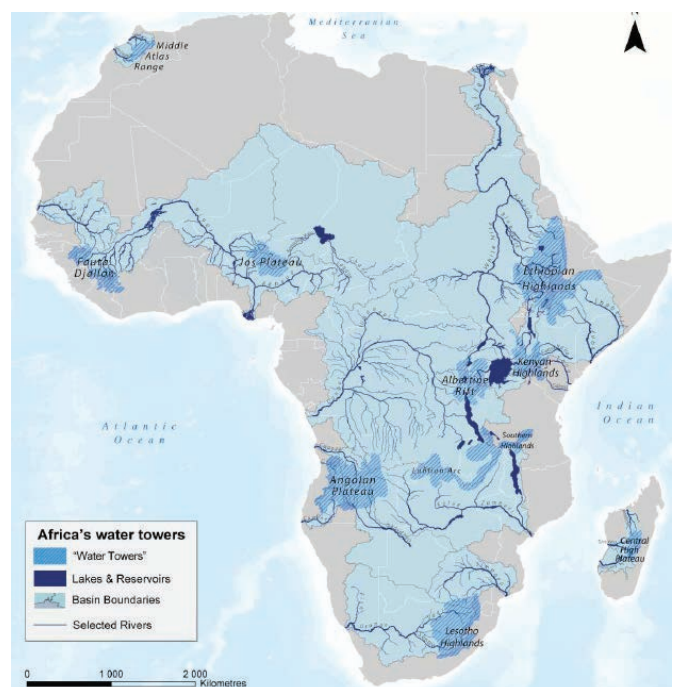 Mediterranean
Sea
Middle
Atlas
Range
Fouta
Djallon
Jos Plateau
Ethiopian
Highlands
Kenyan
Highlands
Albertine
Rift
Southern
Highlands
Lufilian Arc
Angolan
Plateau
Central
High
Plateau
Lesotho
Highlands
Atlantic
Ocean
Indian
Ocean
Africa's water towers
"Water Towers"
Lakes & Reservoirs
Basin Boundaries
Selected Rivers
0 1 000 2 000
Kilometres